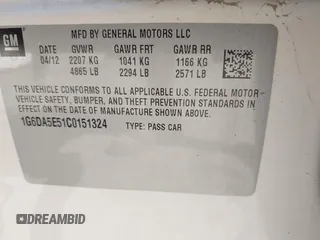 GM
MFD BY GENERAL MOTORS LLC
04/12 GVWR GAWR FRT GAWR RR
2207 KG 1041 KG 1166 KG
4865 LB 2294 LB 2571 LB
THIS VEHICLE CONFORMS TO ALL APPLICABLE U.S. FEDERAL MOTOR
VEHICLE SAFETY, BUMPER, AND THEFT PREVENTION STANDARDS IN
EFFECT ON THE DATE OF MANUFACTURE SHOWN ABOVE.
1G6DA5E51C0151324 TYPE: PASS CAR
DREAMBID